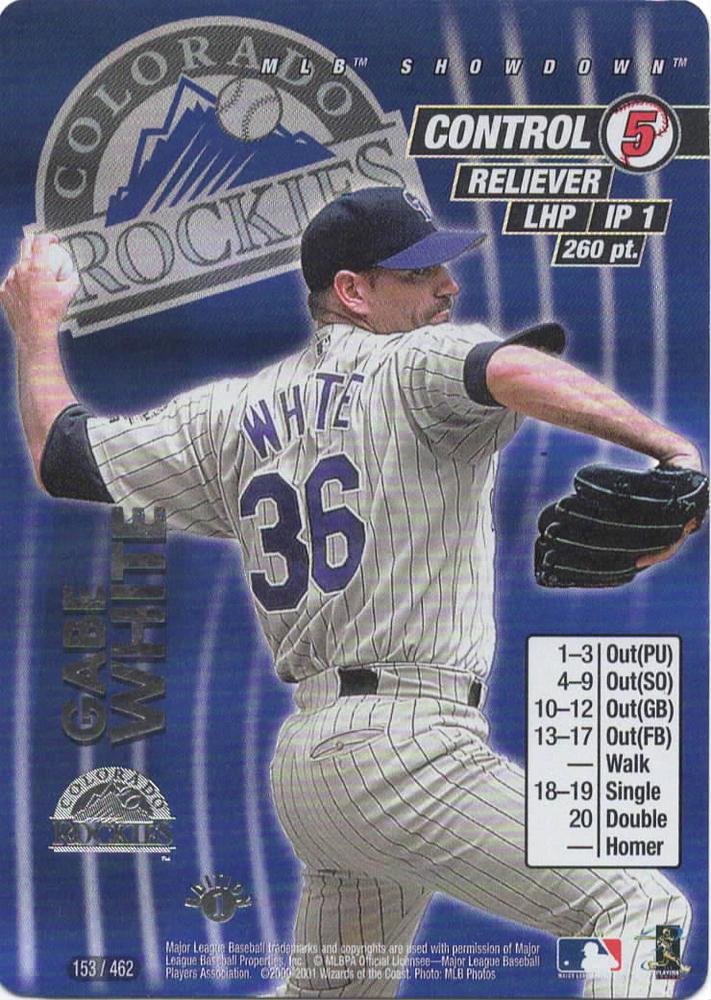 COLORADO
ROCKIES
MLB™ SHOWDOWN™
CONTROL 5
RELIEVER
LHP IP 1
260 pt.
WHITE
36
GABE
WHITE
1–3 Out(PU)
4–9 Out(SO)
10–12 Out(GB)
13–17 Out(FB)
— Walk
18–19 Single
20 Double
— Homer
COLORADO
ROCKIES
EDITION
1
153 / 462
Major League Baseball trademarks and copyrights are used with permission of Major
League Baseball Properties, Inc. © MLBPA Official Licensee—Major League Baseball
Players Association. ©2000-2001 Wizards of the Coast. Photo: MLB Photos